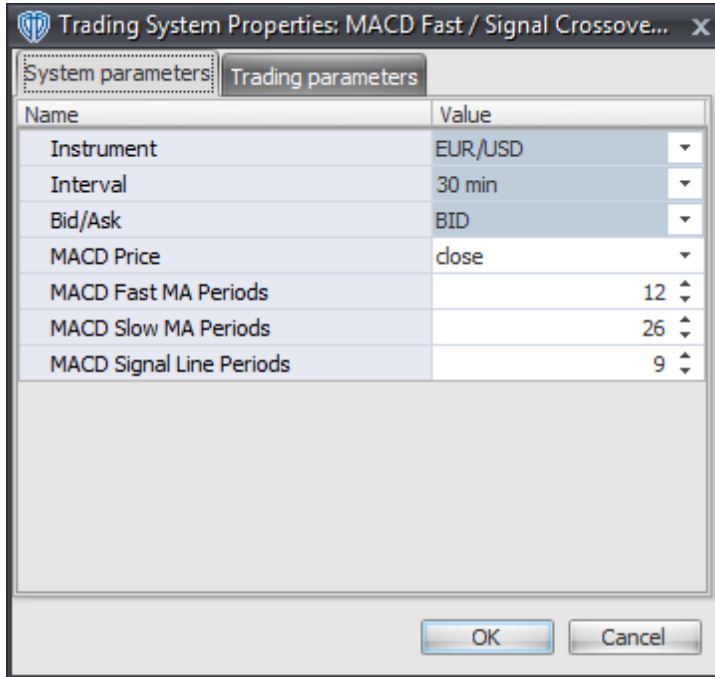 Trading System Properties: MACD Fast / Signal Crossove... x
System parameters Trading parameters
Name Value
Instrument EUR/USD
Interval 30 min
Bid/Ask BID
MACD Price close
MACD Fast MA Periods 12
MACD Slow MA Periods 26
MACD Signal Line Periods 9
OK Cancel